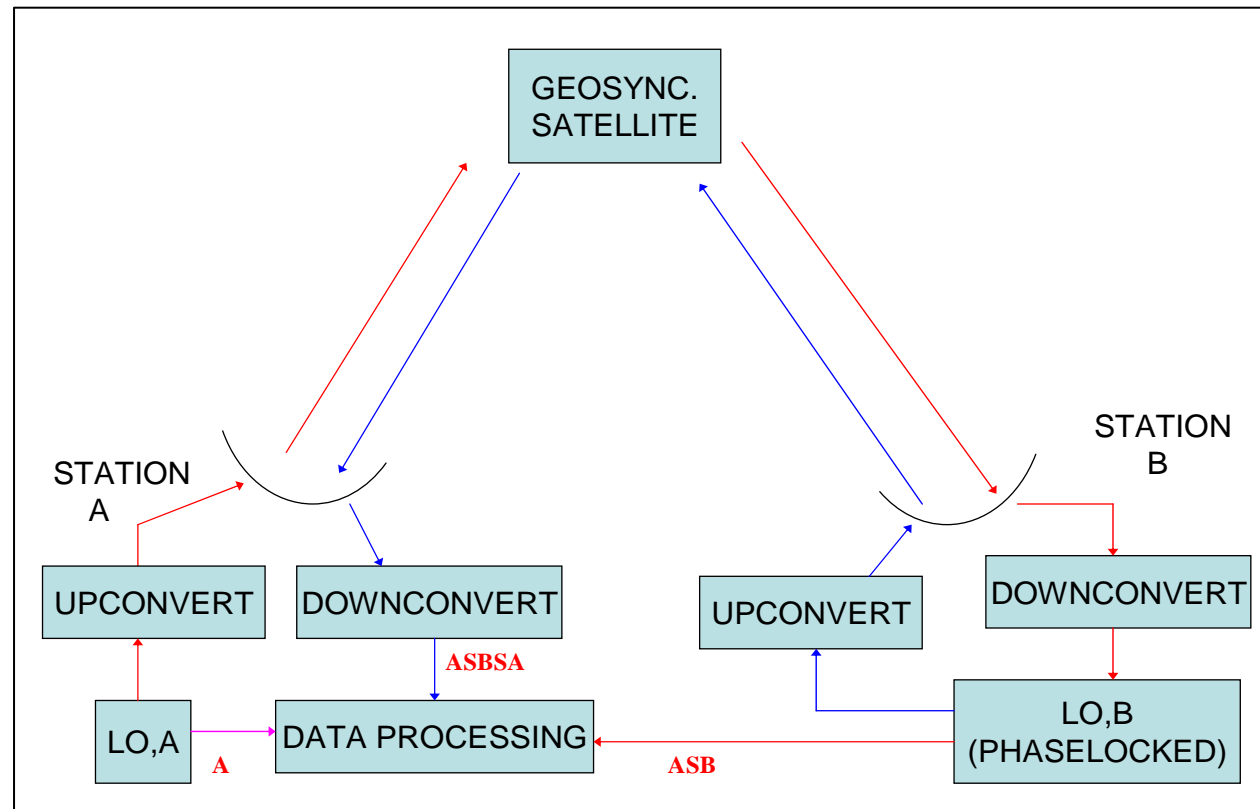 GEOSYNC.
SATELLITE
STATION
A
STATION
B
UPCONVERT
DOWNCONVERT
UPCONVERT
DOWNCONVERT
ASBSA
LO,A
DATA PROCESSING
LO,B
(PHASELOCKED)
A
ASB